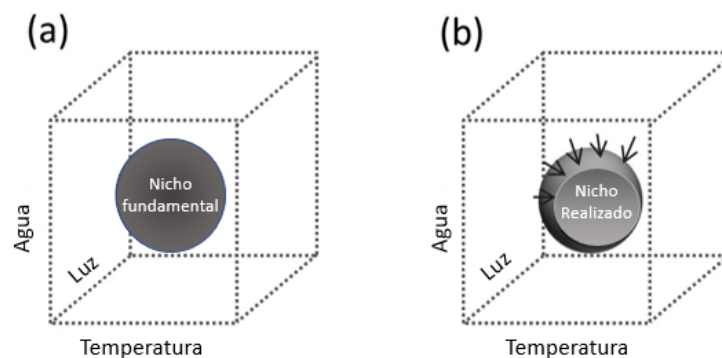 (a)
Nicho
fundamental
Agua
Luz
Temperatura
(b)
Nicho
Realizado
Agua
Luz
Temperatura